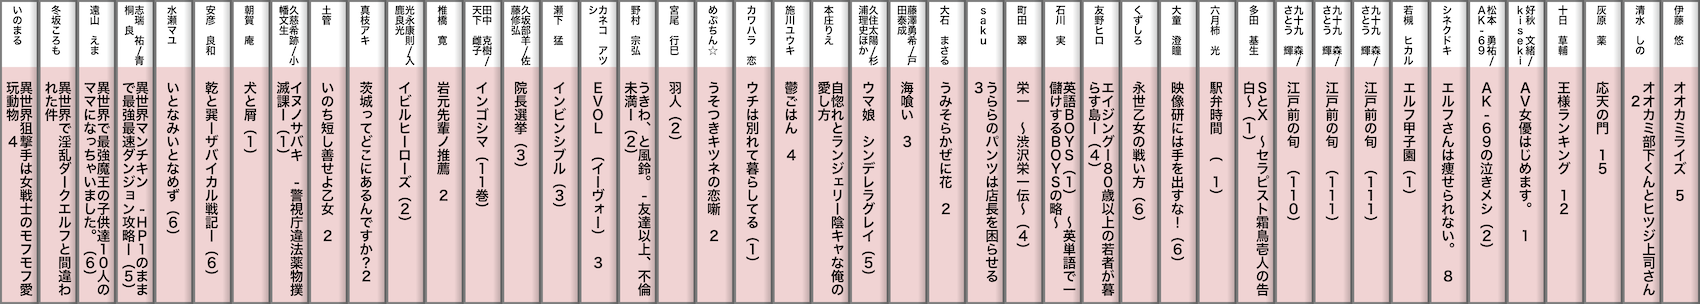 伊藤 悠
オオカミライズ 5
清水 しの
オオカミ部下くんとヒツジ上司さん
2
灰原 薬
応天の門 15
十日 草輔
王様ランキング 12
好秋 文緒/
kiseki
AV女優はじめます。 1
松本 勇祐/
AK-69
AK-69の泣きメシ (2)
シネクドキ
エルフさんは痩せられない。 8
若槻 ヒカル
エルフ甲子園 (1)
九十九 森/
さとう 輝
江戸前の旬 (111)
九十九 森/
さとう 輝
江戸前の旬 (111)
九十九 森/
さとう 輝
江戸前の旬 (110)
多田 基生
SとX ~セラピスト霜鳥壱人の告
白~ (1)
六月柿 光
駅弁時間 ( 1)
大童 澄瞳
映像研には手を出すな! (6)
くずしろ
永世乙女の戦い方 (6)
友野ヒロ
エイジング80歳以上の若者が暮
らす島ー (4)
石川 実
英語BOYS (1) ~英単語で一
儲けするBOYSの略~
町田 翠
栄一 ~渋沢栄一伝~ (4)
saku
うららのパンツは店長を困らせる
3
大石 まさる
うみそらかぜに花 2
藤澤勇希/戸
田泰成
海喰い 3
久住太陽/杉
浦理史ほか
ウマ娘 シンデレラグレイ (5)
本庄りえ
自惚れとランジェリー陰キャな俺の
愛し方
施川ユウキ
鬱ごはん 4
カワハラ 恋
ウチは別れて暮らしてる (1)
めぷちん☆
うそつきキツネの恋噺 2
宮尾 行巳
羽人 (2)
野村 宗弘
うきわ、と風鈴。-友達以上、不倫
未満ー (2)
カネコ アツ
シ
EVOL (イーヴォー) 3
瀬下 猛
インビンシブル (3)
久坂部羊/佐
藤修弘
院長選挙 (3)
田中 克樹/
天下 雌子
インゴシマ (11巻)
椎橋 寛
岩元先輩ノ推薦 2
光永康則/入
鹿良光
イビルヒーローズ (2)
真枝アキ
茨城ってどこにあるんですか?2
土管
いのち短し善せよ乙女 2
久慈希跡/小
幡文生
イヌノサバキ -警視庁違法薬物撲
滅課ー (1)
朝賀 庵
犬と屑 (1)
安彦 良和
乾と巽ーザバイカル戦記ー (6)
水瀬マユ
いとなみいとなめず (6)
志瑞 祐/青
桐 良
異世界マンチキン -HP1のまま
で最強最速ダンジョン攻略ー (5)
遠山 えま
異世界で最強魔王の子供達10人の
ママになっちゃいました。 (6)
冬坂ころも
異世界で淫乱ダークエルフと間違わ
れた件
いのまる
異世界狙撃手は女戦士のモフモフ愛
玩動物 4